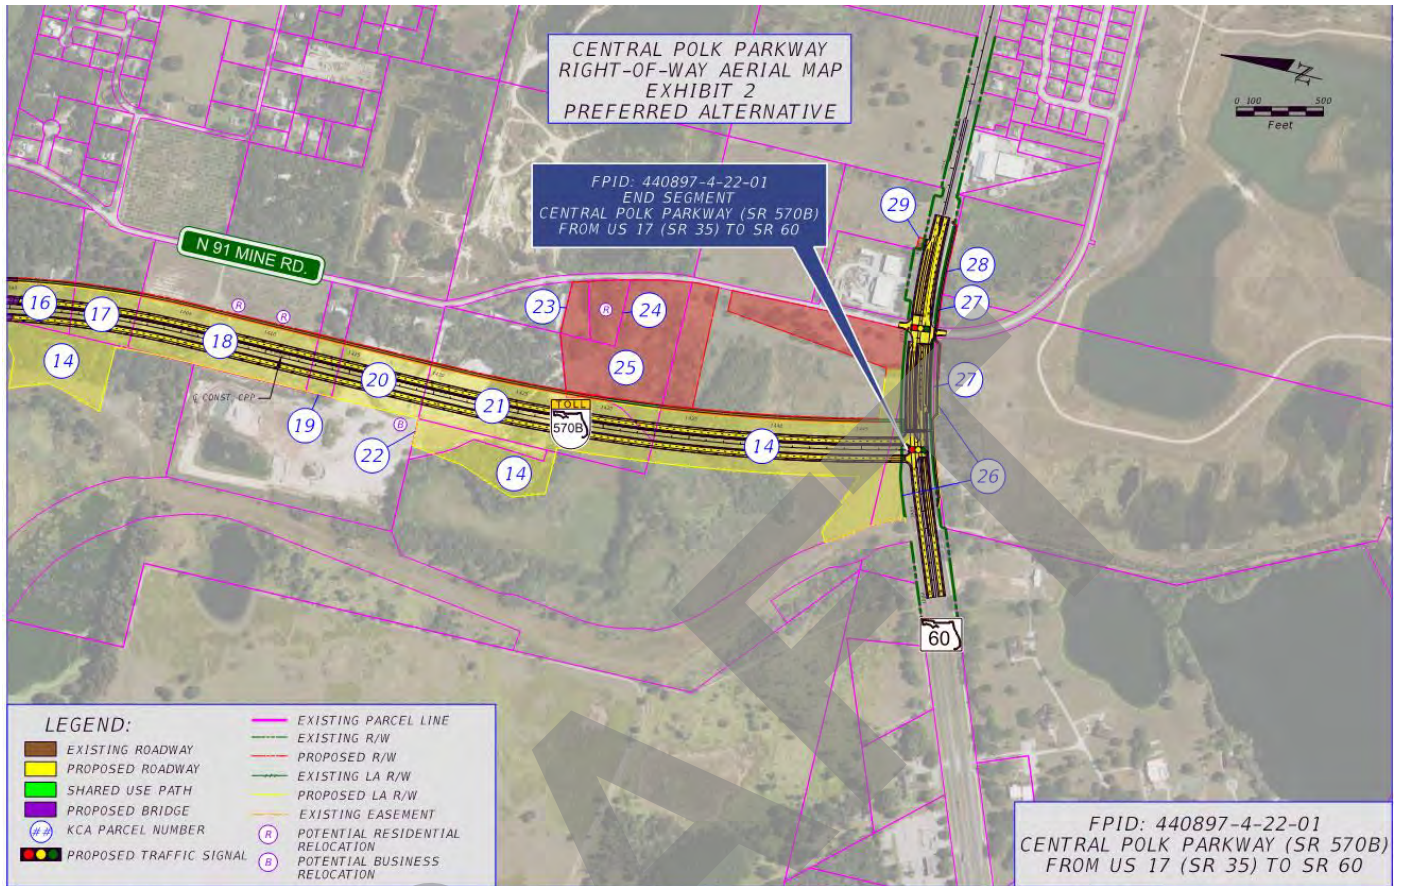 CENTRAL POLK PARKWAY
RIGHT-OF-WAY AERIAL MAP
EXHIBIT 2
PREFERRED ALTERNATIVE
N
0 100 500
Feet
FPID: 440897-4-22-01
END SEGMENT
CENTRAL POLK PARKWAY (SR 570B)
FROM US 17 (SR 35) TO SR 60
N 91 MINE RD.
29
28
27
27
26
23
R
24
25
R
R
16
17
18
14
20
21
TOLL
570B
14
₵ CONST. CPP
19
B
22
14
60
LEGEND:
EXISTING ROADWAY
PROPOSED ROADWAY
SHARED USE PATH
PROPOSED BRIDGE
## KCA PARCEL NUMBER
PROPOSED TRAFFIC SIGNAL
EXISTING PARCEL LINE
EXISTING R/W
PROPOSED R/W
EXISTING LA R/W
PROPOSED LA R/W
EXISTING EASEMENT
R POTENTIAL RESIDENTIAL
RELOCATION
B POTENTIAL BUSINESS
RELOCATION
FPID: 440897-4-22-01
CENTRAL POLK PARKWAY (SR 570B)
FROM US 17 (SR 35) TO SR 60